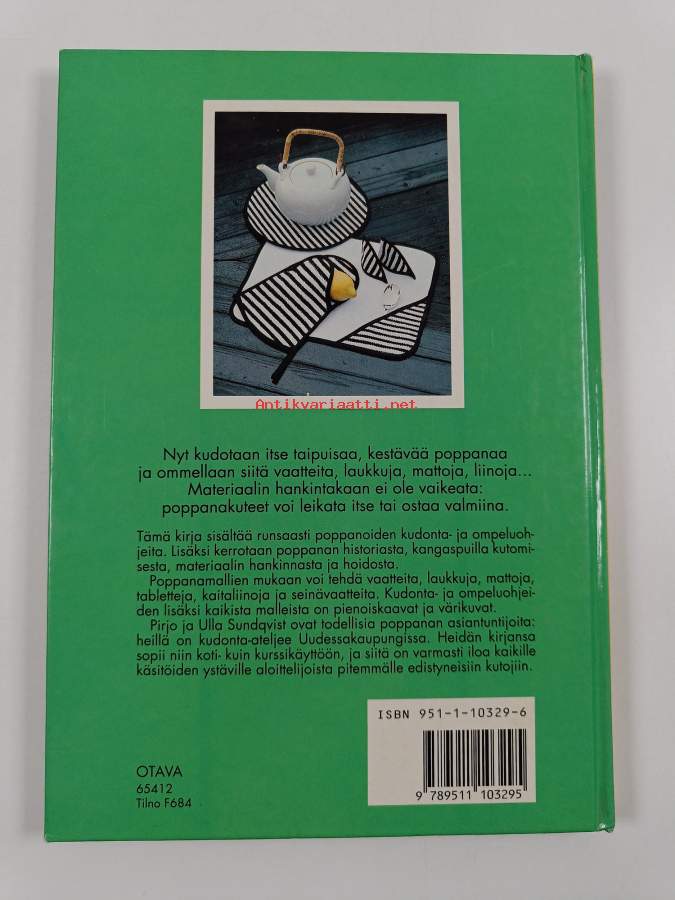 Antikvariaatti.net
Nyt kudotaan itse taipuisaa, kestävää poppanaa
ja ommellaan siitä vaatteita, laukkuja, mattoja, liinoja...
Materiaalin hankintakaan ei ole vaikeata:
poppanakuteet voi leikata itse tai ostaa valmiina.
Tämä kirja sisältää runsaasti poppanoiden kudonta- ja ompeluoh-
jeita. Lisäksi kerrotaan poppanan historiasta, kangaspuilla kutomi-
sesta, materiaalin hankinnasta ja hoidosta.
Poppanamallien mukaan voi tehdä vaatteita, laukkuja, mattoja,
tabletteja, kaitaliinoja ja seinävaatteita. Kudonta- ja ompeluohjei-
den lisäksi kaikista malleista on pienoiskaavat ja värikuvat.
Pirjo ja Ulla Sundqvist ovat todellisia poppanan asiantuntijoita:
heillä on kudonta-ateljee Uudessakaupungissa. Heidän kirjansa
sopii niin koti- kuin kurssikäyttöön, ja siitä on varmasti iloa kaikille
käsitöiden ystäville aloittelijoista pitemmälle edistyneisiin kutojiin.
ISBN 951-1-10329-6
9 789511 103295
OTAVA
65412
Tilno F684